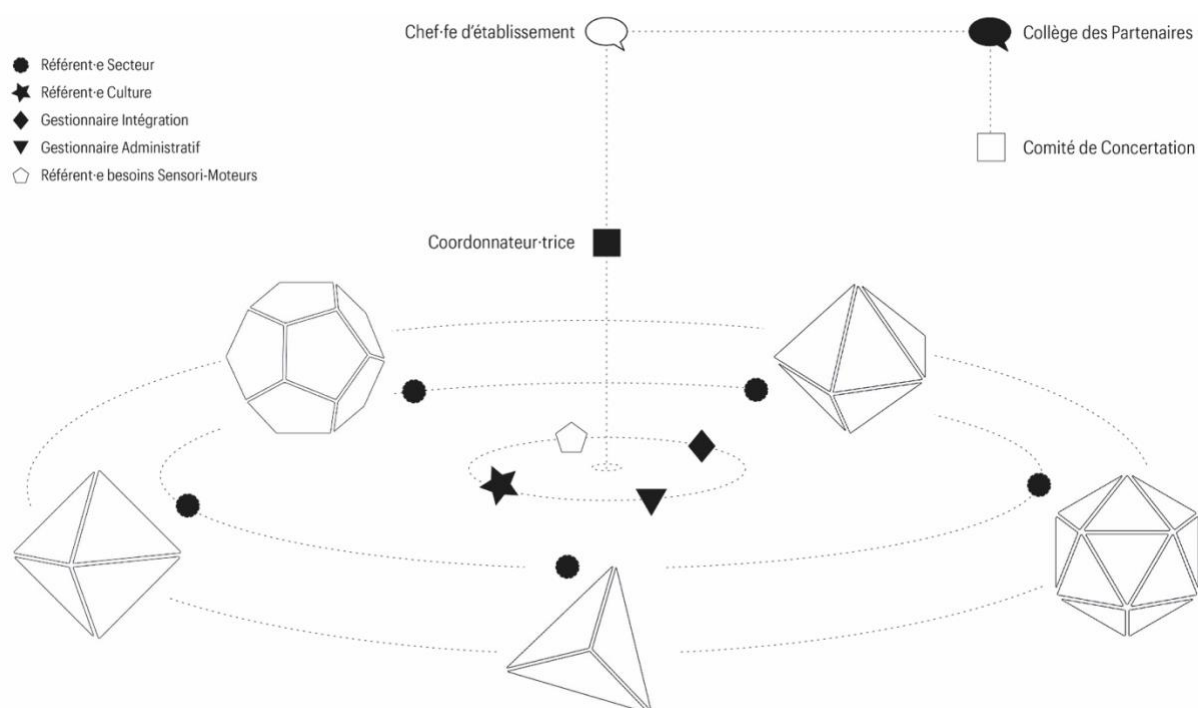 Chef·fe d'établissement
Collège des Partenaires
Référent·e Secteur
Référent·e Culture
Gestionnaire Intégration
Gestionnaire Administratif
Référent·e besoins Sensori-Moteurs
Comité de Concertation
Coordonnateur·trice